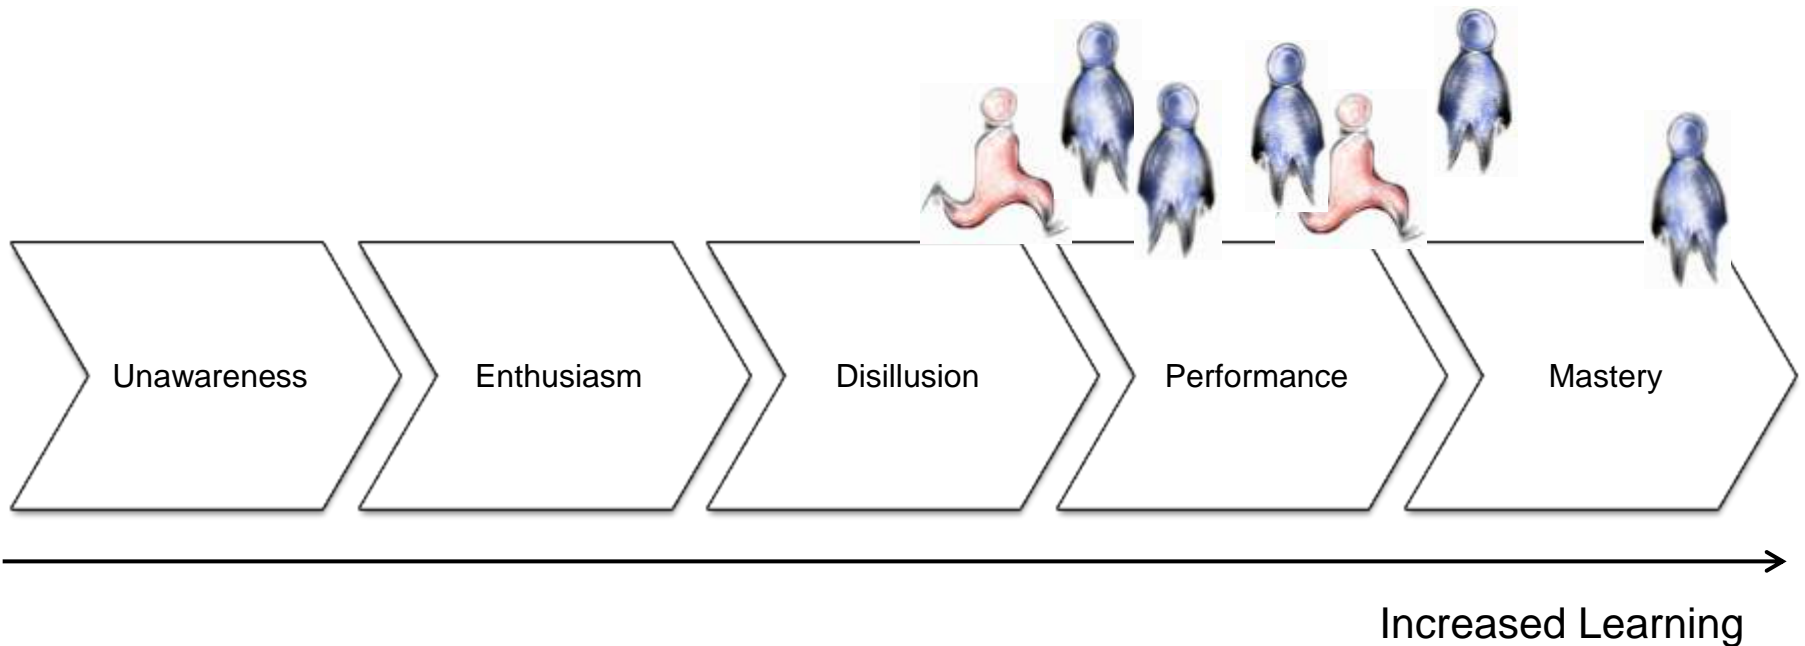 Unawareness
Enthusiasm
Disillusion
Performance
Mastery
Increased Learning